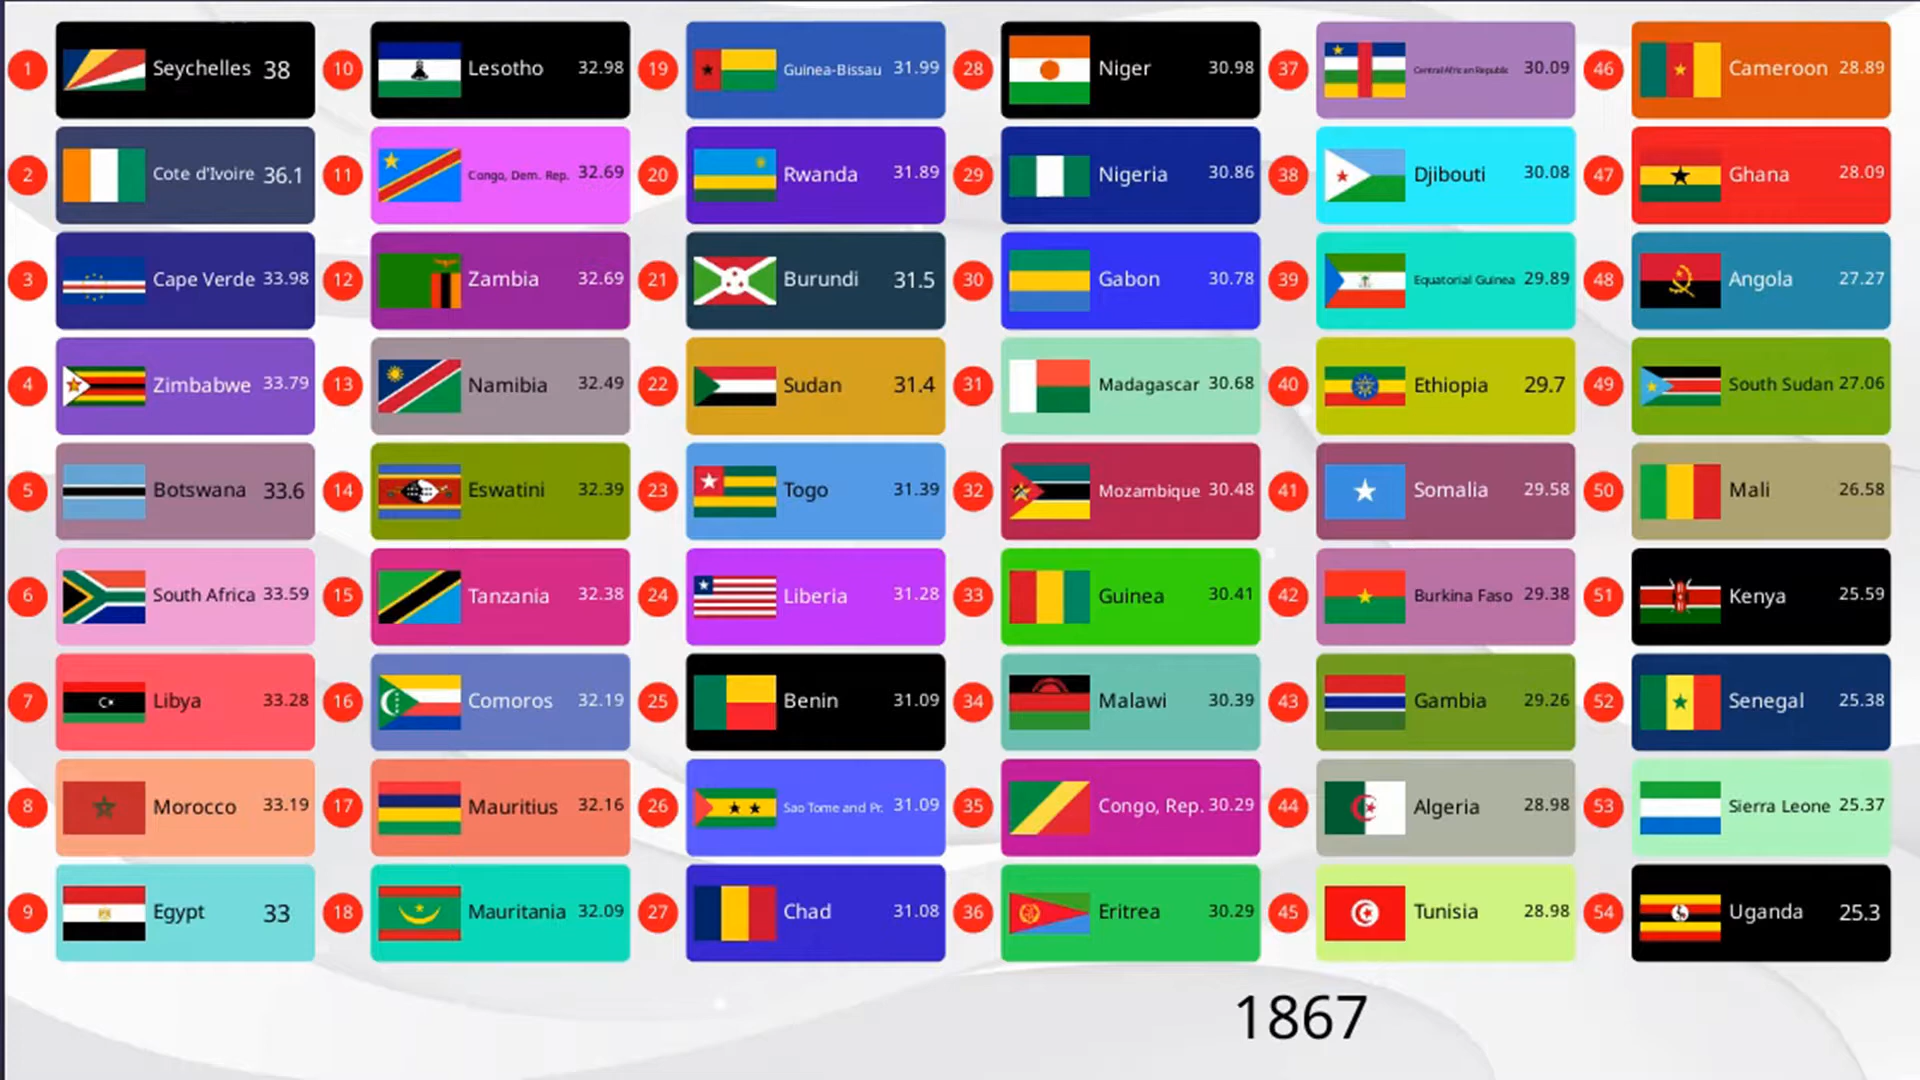 1 Seychelles 38
2 Cote d'Ivoire 36.1
3 Cape Verde 33.98
4 Zimbabwe 33.79
5 Botswana 33.6
6 South Africa 33.59
7 Libya 33.28
8 Morocco 33.19
9 Egypt 33
10 Lesotho 32.98
11 Congo, Dem. Rep. 32.69
12 Zambia 32.69
13 Namibia 32.49
14 Eswatini 32.39
15 Tanzania 32.38
16 Comoros 32.19
17 Mauritius 32.16
18 Mauritania 32.09
19 Guinea-Bissau 31.99
20 Rwanda 31.89
21 Burundi 31.5
22 Sudan 31.4
23 Togo 31.39
24 Liberia 31.28
25 Benin 31.09
26 Sao Tome and Pr. 31.09
27 Chad 31.08
28 Niger 30.98
29 Nigeria 30.86
30 Gabon 30.78
31 Madagascar 30.68
32 Mozambique 30.48
33 Guinea 30.41
34 Malawi 30.39
35 Congo, Rep. 30.29
36 Eritrea 30.29
37 Central African Republic 30.09
38 Djibouti 30.08
39 Equatorial Guinea 29.89
40 Ethiopia 29.7
41 Somalia 29.58
42 Burkina Faso 29.38
43 Gambia 29.26
44 Algeria 28.98
45 Tunisia 28.98
46 Cameroon 28.89
47 Ghana 28.09
48 Angola 27.27
49 South Sudan 27.06
50 Mali 26.58
51 Kenya 25.59
52 Senegal 25.38
53 Sierra Leone 25.37
54 Uganda 25.3
1867